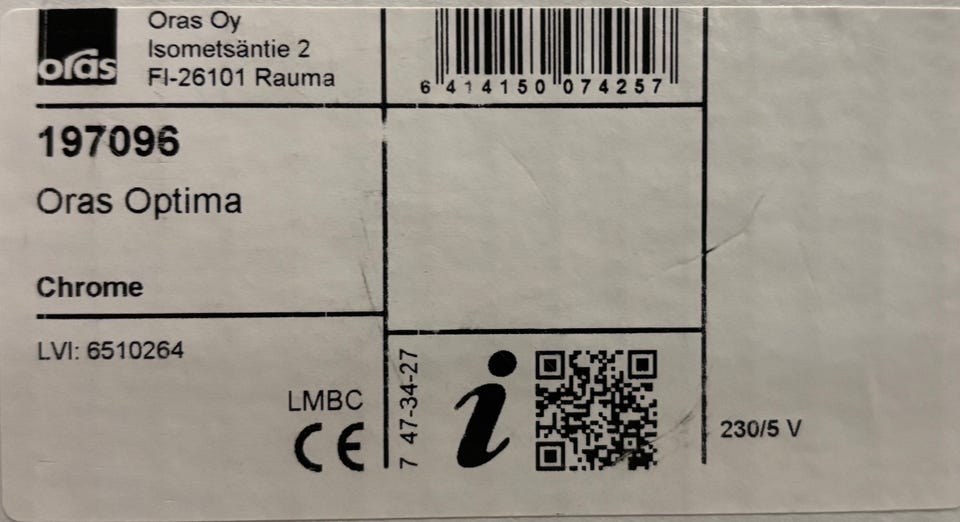 oras
Oras Oy
Isometsäntie 2
FI-26101 Rauma
6 414150 074257
197096
Oras Optima
Chrome
LVI: 6510264
LMBC
CE
7 47-34-27
i
230/5 V